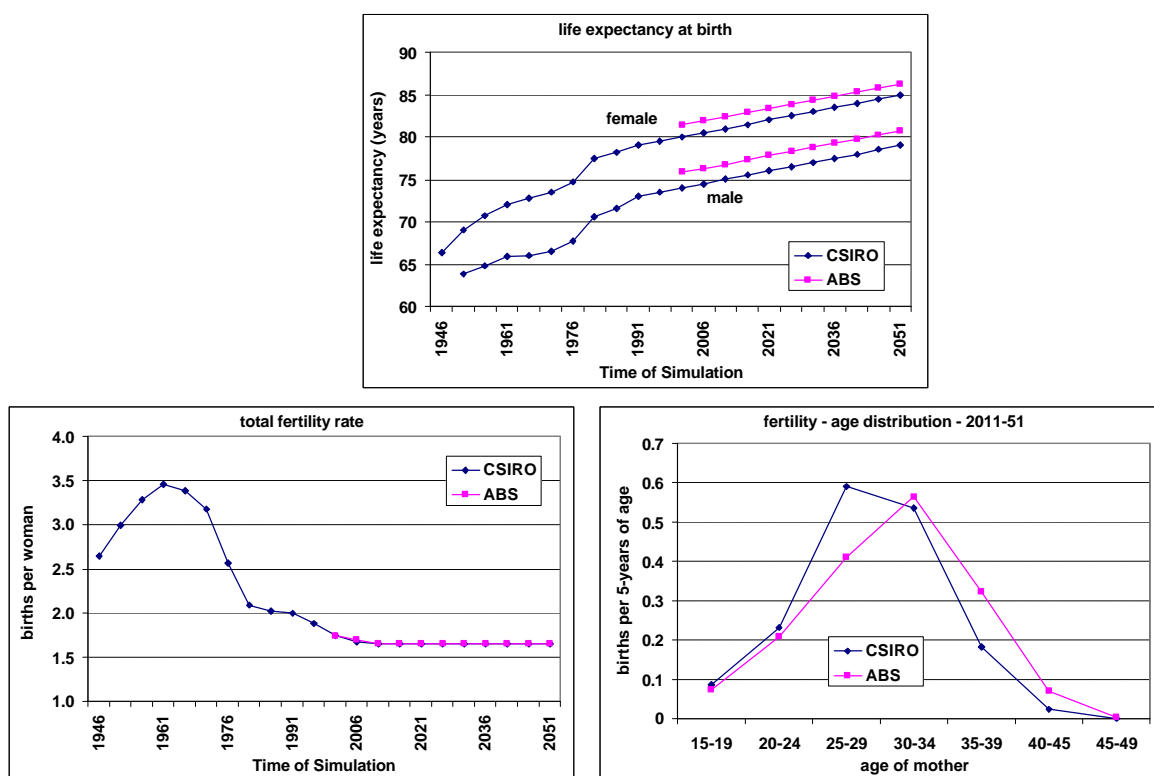 life expectancy at birth
life expectancy (years)
90
85
80
75
70
65
60
female
male
CSIRO
ABS
1946
1961
1976
1991
2006
2021
2036
2051
Time of Simulation
total fertility rate
births per woman
4.0
3.5
3.0
2.5
2.0
1.5
1.0
CSIRO
ABS
1946
1961
1976
1991
2006
2021
2036
2051
Time of Simulation
fertility - age distribution - 2011-51
births per 5-years of age
0.7
0.6
0.5
0.4
0.3
0.2
0.1
0
CSIRO
ABS
15-19
20-24
25-29
30-34
35-39
40-45
45-49
age of mother